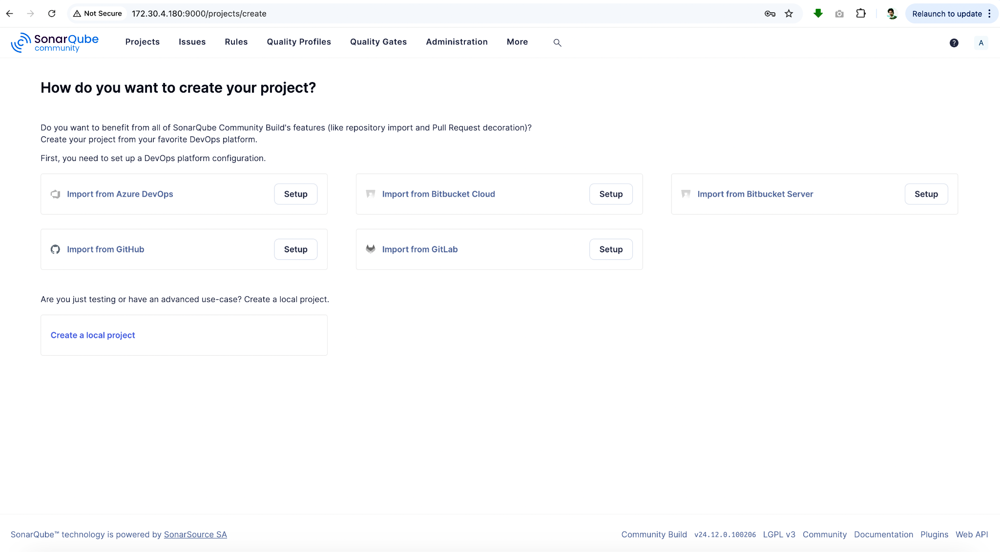 Not Secure 172.30.4.180:9000/projects/create Relaunch to update
SonarQube community Projects Issues Rules Quality Profiles Quality Gates Administration More ? A
How do you want to create your project?
Do you want to benefit from all of SonarQube Community Build's features (like repository import and Pull Request decoration)?
Create your project from your favorite DevOps platform.
First, you need to set up a DevOps platform configuration.
Import from Azure DevOps Setup Import from Bitbucket Cloud Setup Import from Bitbucket Server Setup
Import from GitHub Setup Import from GitLab Setup
Are you just testing or have an advanced use-case? Create a local project.
Create a local project
SonarQube™ technology is powered by SonarSource SA Community Build v24.12.0.100206 LGPL v3 Community Documentation Plugins Web API